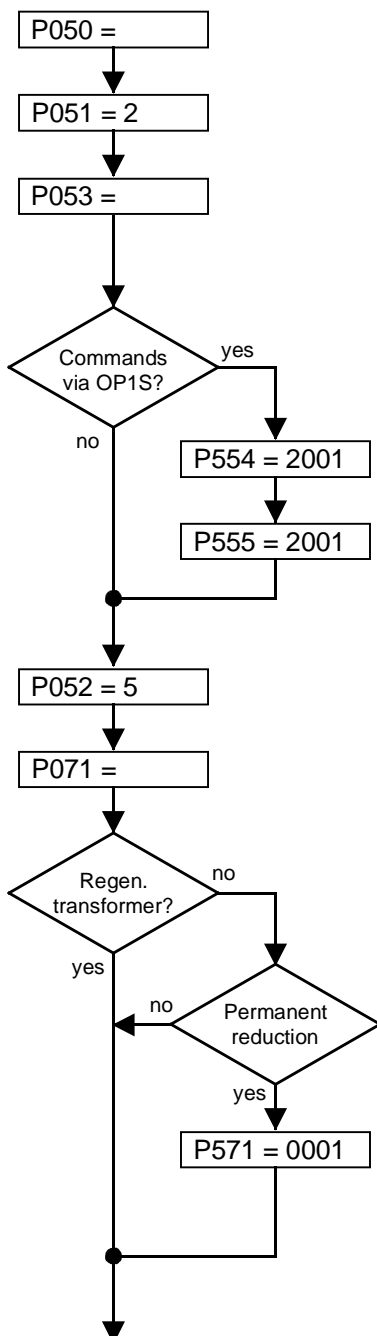 P050 =
P051 = 2
P053 =
Commands
via OP1S?
yes
no
P554 = 2001
P555 = 2001
P052 = 5
P071 =
Regen.
transformer?
no
yes
no
Permanent
reduction
yes
P571 = 0001